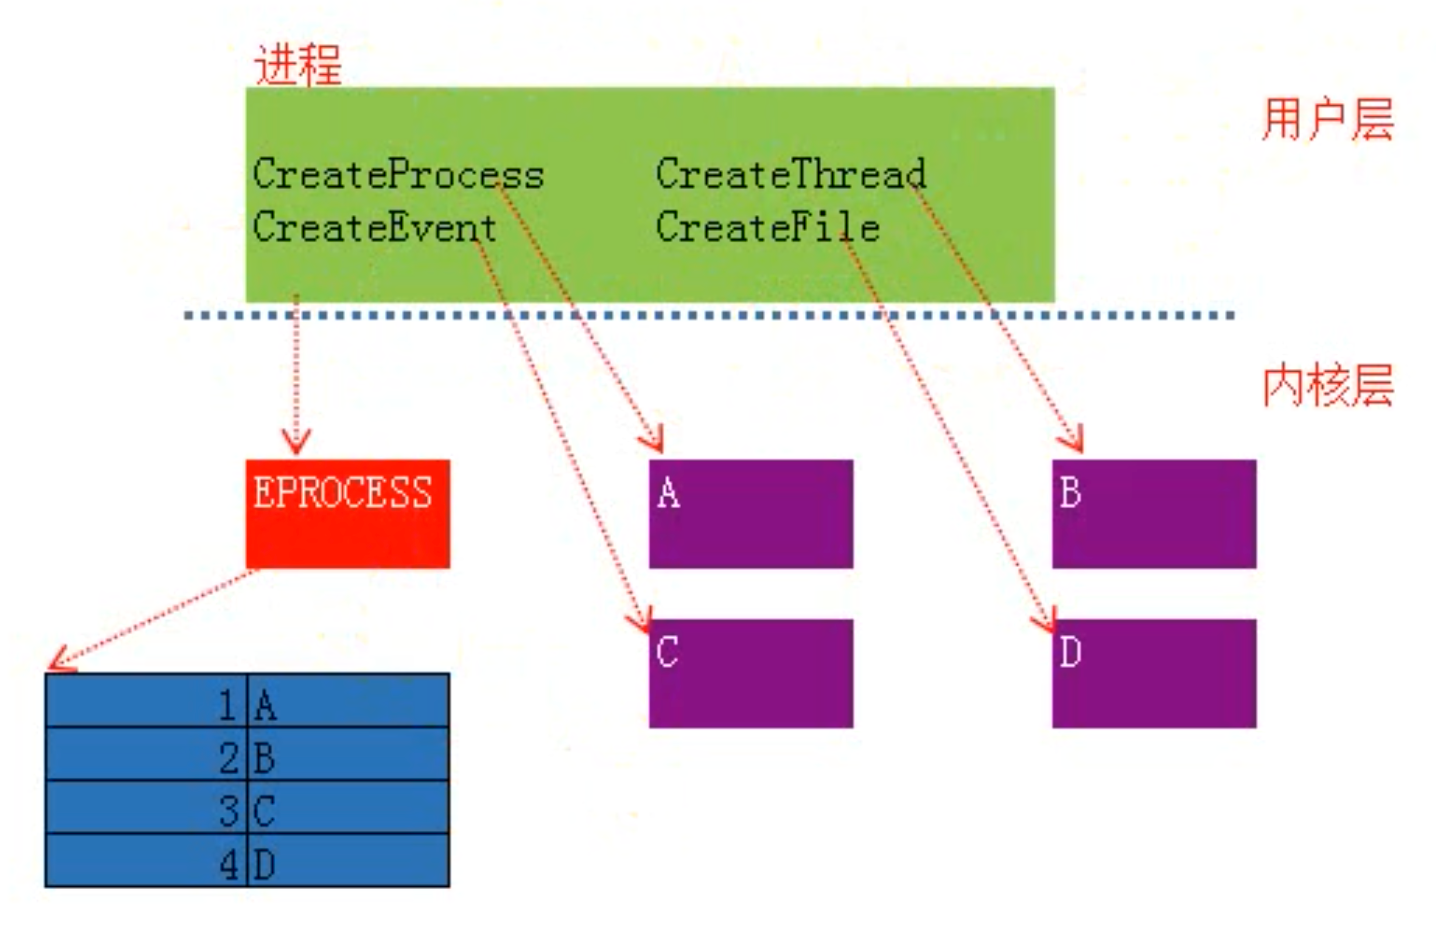 进程
用户层
CreateProcess CreateThread
CreateEvent CreateFile
内核层
EPROCESS
A
B
C
D
1 A
2 B
3 C
4 D